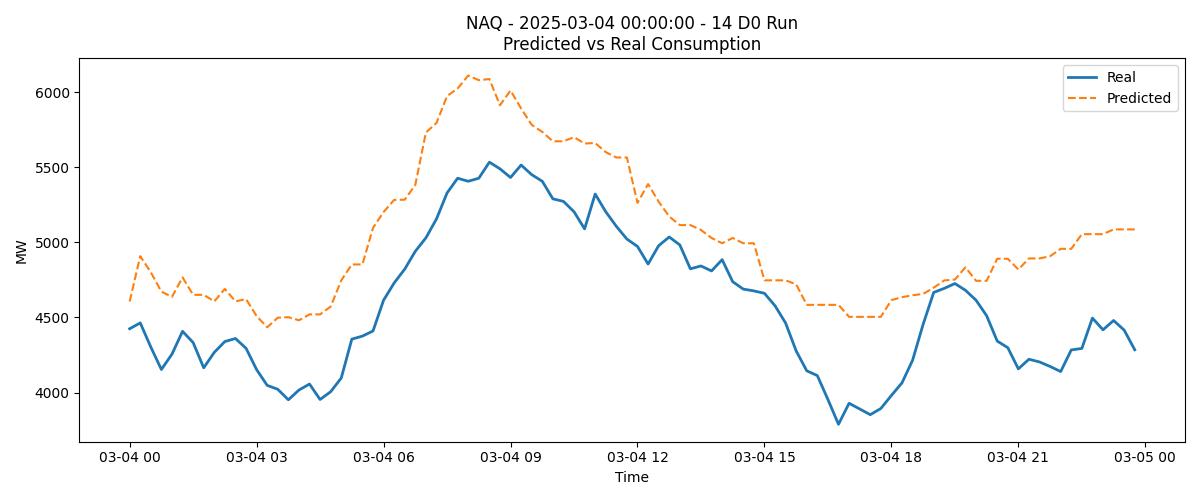 NAQ - 2025-03-04 00:00:00 - 14 D0 Run
Predicted vs Real Consumption
Real
Predicted
MW
6000
5500
5000
4500
4000
03-04 00
03-04 03
03-04 06
03-04 09
03-04 12
03-04 15
03-04 18
03-04 21
03-05 00
Time